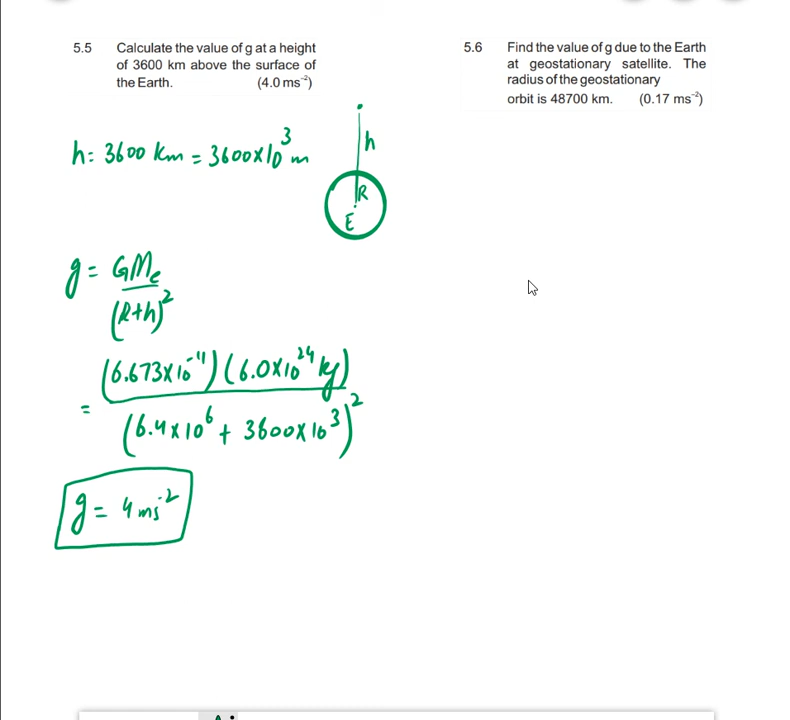 5.5 Calculate the value of g at a height
of 3600 km above the surface of
the Earth. (4.0 ms⁻²)
h: 3600 km = 3600×10³ m
h
R
E
g = GMe
(R+h)²
= (6.673×10⁻¹¹) (6.0×10²⁴ kg)
(6.4×10⁶ + 3600×10³)²
g = 4 ms⁻²
5.6 Find the value of g due to the Earth
at geostationary satellite. The
radius of the geostationary
orbit is 48700 km. (0.17 ms⁻²)